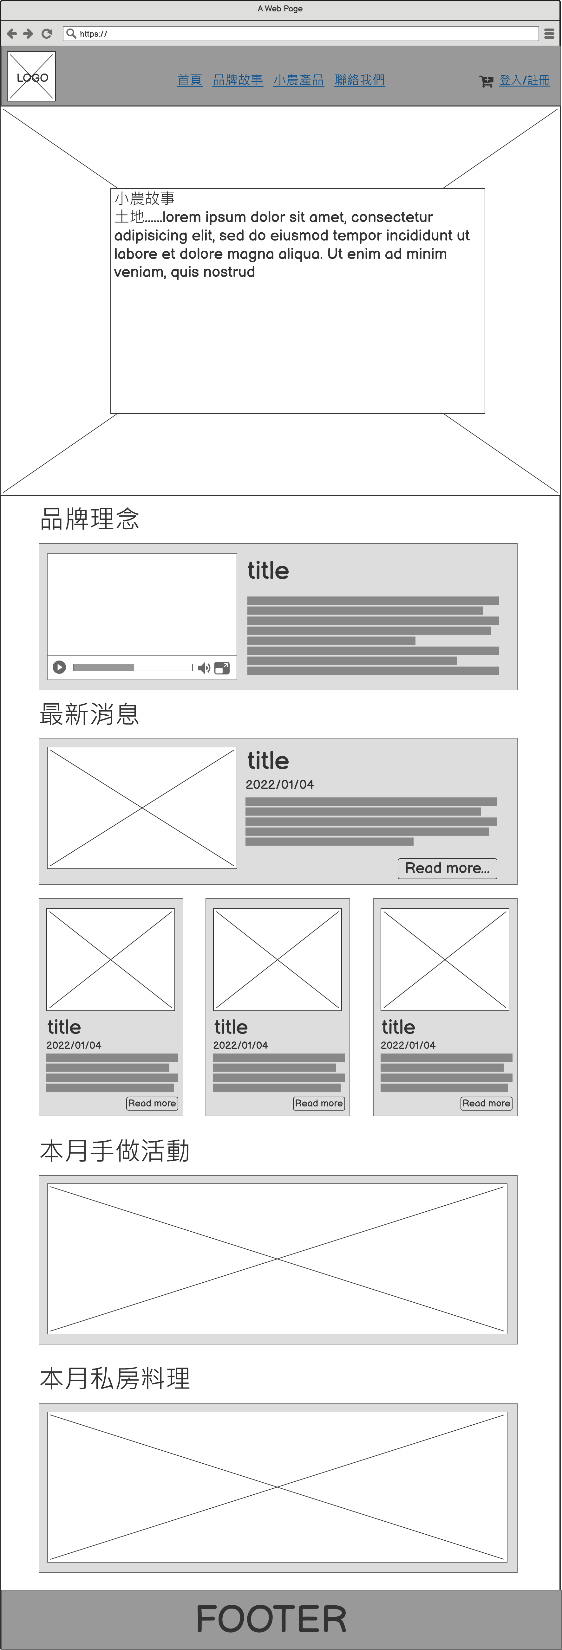 A Web Page
https://
LOGO
首頁 品牌故事 小農產品 聯絡我們 登入/註冊
小農故事
土地......lorem ipsum dolor sit amet, consectetur
adipisicing elit, sed do eiusmod tempor incididunt ut
labore et dolore magna aliqua. Ut enim ad minim
veniam, quis nostrud
品牌理念
title
最新消息
title
2022/01/04
Read more...
title title title
2022/01/04 2022/01/04 2022/01/04
Read more Read more Read more
本月手做活動
本月私房料理
FOOTER